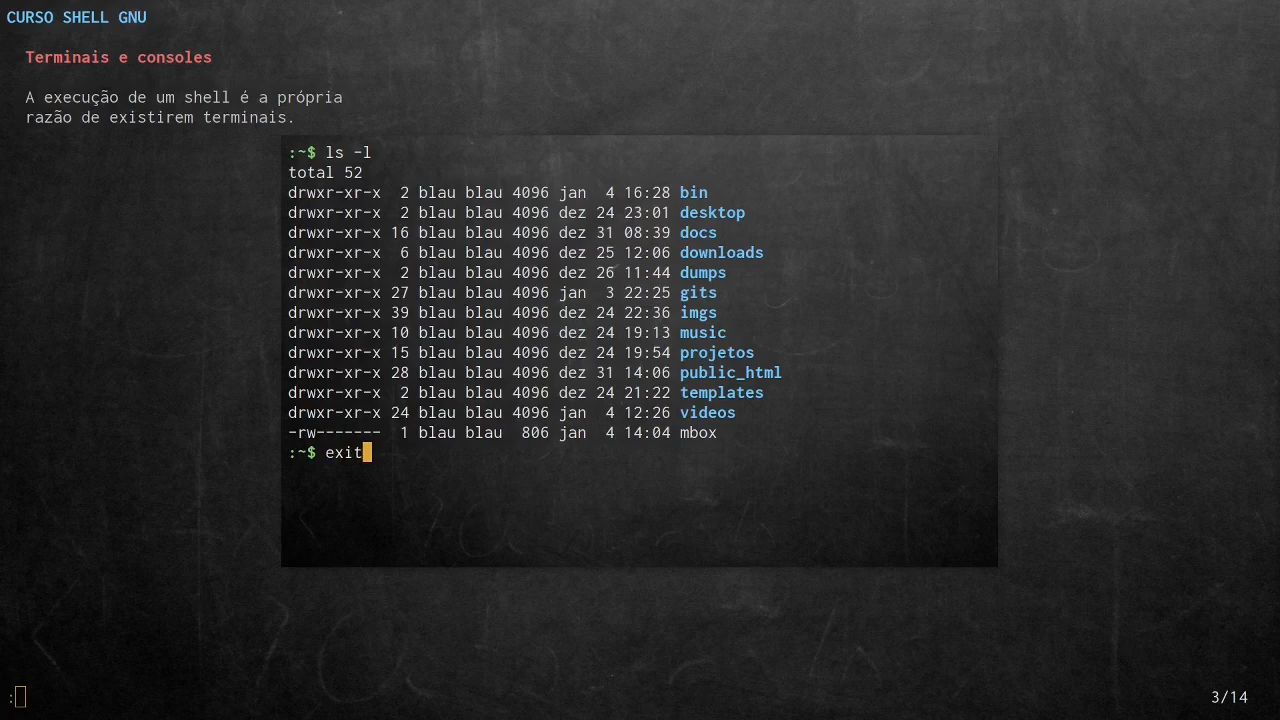 CURSO SHELL GNU
Terminais e consoles
A execução de um shell é a própria
razão de existirem terminais.
:~$ ls -l
total 52
drwxr-xr-x  2 blau blau 4096 jan  4 16:28 bin
drwxr-xr-x  2 blau blau 4096 dez 24 23:01 desktop
drwxr-xr-x 16 blau blau 4096 dez 31 08:39 docs
drwxr-xr-x  6 blau blau 4096 dez 25 12:06 downloads
drwxr-xr-x  2 blau blau 4096 dez 26 11:44 dumps
drwxr-xr-x 27 blau blau 4096 jan  3 22:25 gits
drwxr-xr-x 39 blau blau 4096 dez 24 22:36 imgs
drwxr-xr-x 10 blau blau 4096 dez 24 19:13 music
drwxr-xr-x 15 blau blau 4096 dez 24 19:54 projetos
drwxr-xr-x 28 blau blau 4096 dez 31 14:06 public_html
drwxr-xr-x  2 blau blau 4096 dez 24 21:22 templates
drwxr-xr-x 24 blau blau 4096 jan  4 12:26 videos
-rw-------  1 blau blau  806 jan  4 14:04 mbox
:~$ exit
:
3/14